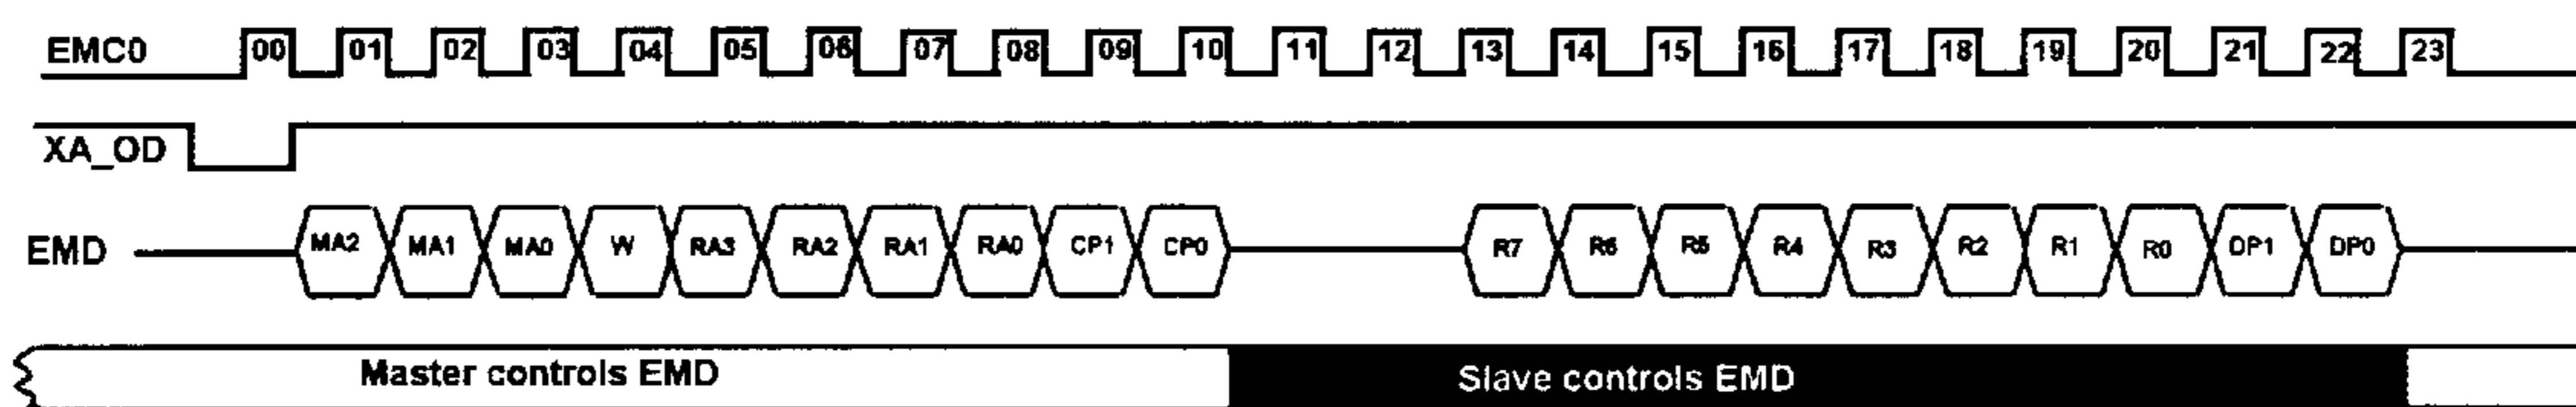 EMC0 00 01 02 03 04 05 06 07 08 09 10 11 12 13 14 15 16 17 18 19 20 21 22 23
XA_OD
EMD MA2 MA1 MA0 W RA3 RA2 RA1 RA0 CP1 CP0 R7 R6 R5 R4 R3 R2 R1 R0 DP1 DP0
Master controls EMD Slave controls EMD